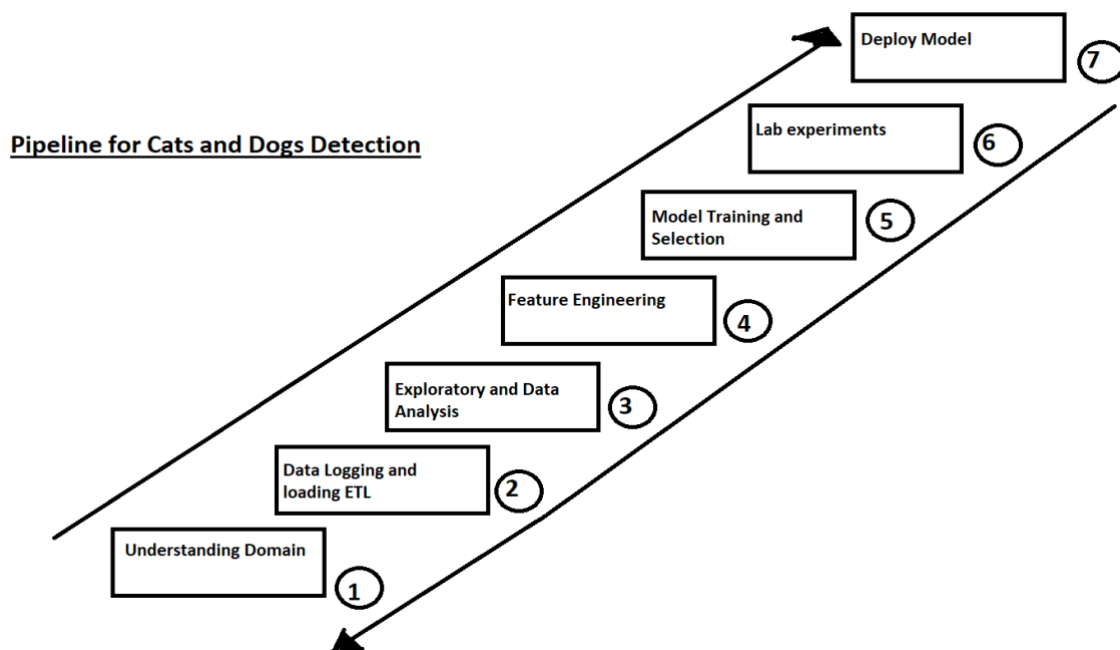 Deploy Model
7
Pipeline for Cats and Dogs Detection
Lab experiments
6
Model Training and
Selection
5
Feature Engineering
4
Exploratory and Data
Analysis
3
Data Logging and
loading ETL
2
Understanding Domain
1